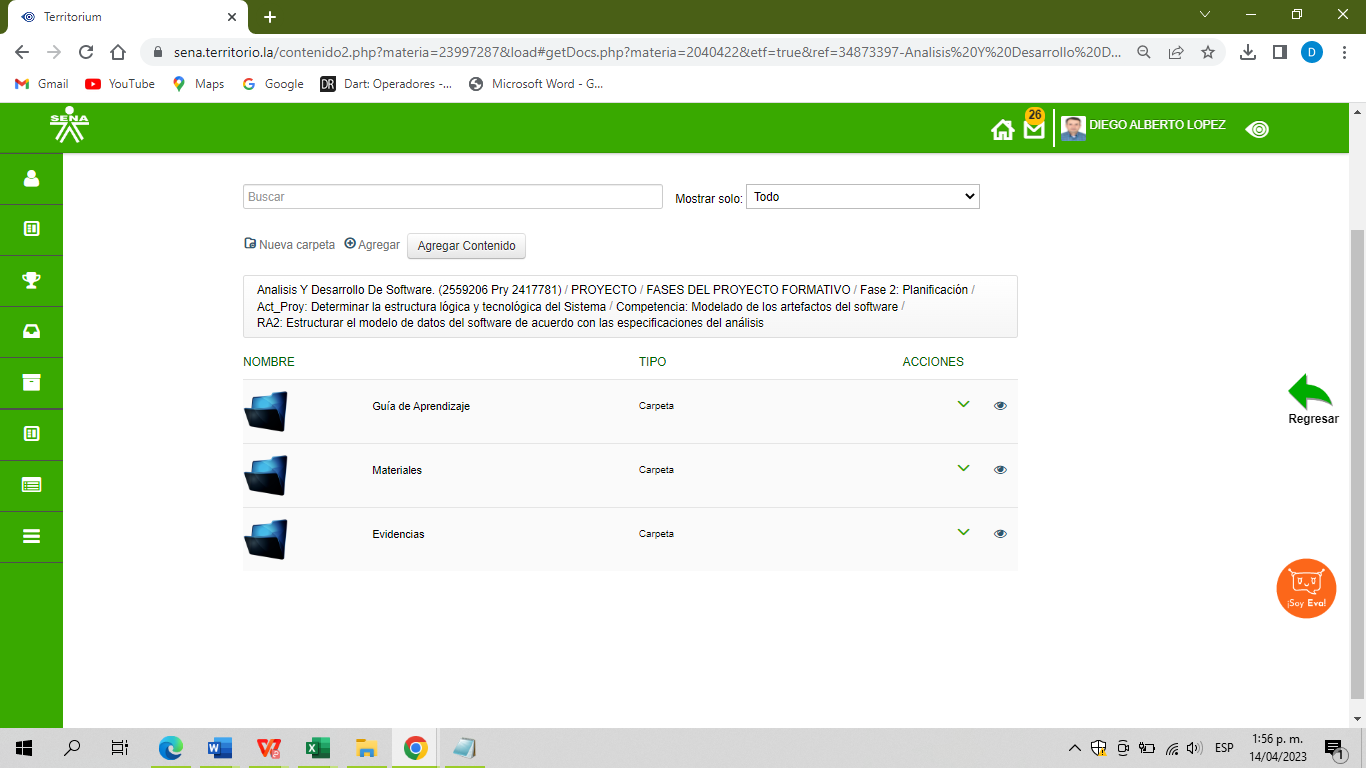 Territorium
sena.territorio.la/contenido2.php?materia=23997287&load#getDocs.php?materia=2040422&etf=true&ref=34873397-Analisis%20Y%20Desarrollo%20D...
D
Gmail
YouTube
Maps
Google
DR Dart: Operadores -...
Microsoft Word - G...
SENA
26
DIEGO ALBERTO LOPEZ
Buscar
Mostrar solo: Todo
Nueva carpeta
Agregar
Agregar Contenido
Analisis Y Desarrollo De Software. (2559206 Pry 2417781) / PROYECTO / FASES DEL PROYECTO FORMATIVO / Fase 2: Planificación /
Act_Proy: Determinar la estructura lógica y tecnológica del Sistema / Competencia: Modelado de los artefactos del software /
RA2: Estructurar el modelo de datos del software de acuerdo con las especificaciones del análisis
NOMBRE TIPO ACCIONES
Guía de Aprendizaje Carpeta
Materiales Carpeta
Evidencias Carpeta
Regresar
¡Soy Eva!
ESP
1:56 p. m.
14/04/2023
1